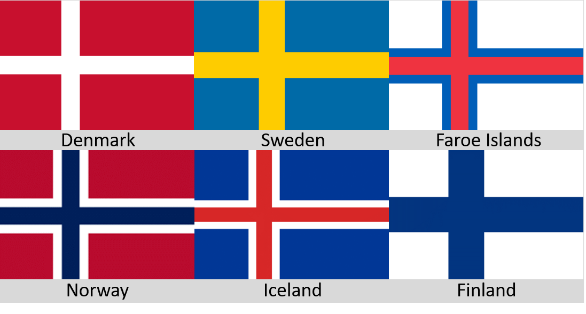 Denmark
Sweden
Faroe Islands
Norway
Iceland
Finland